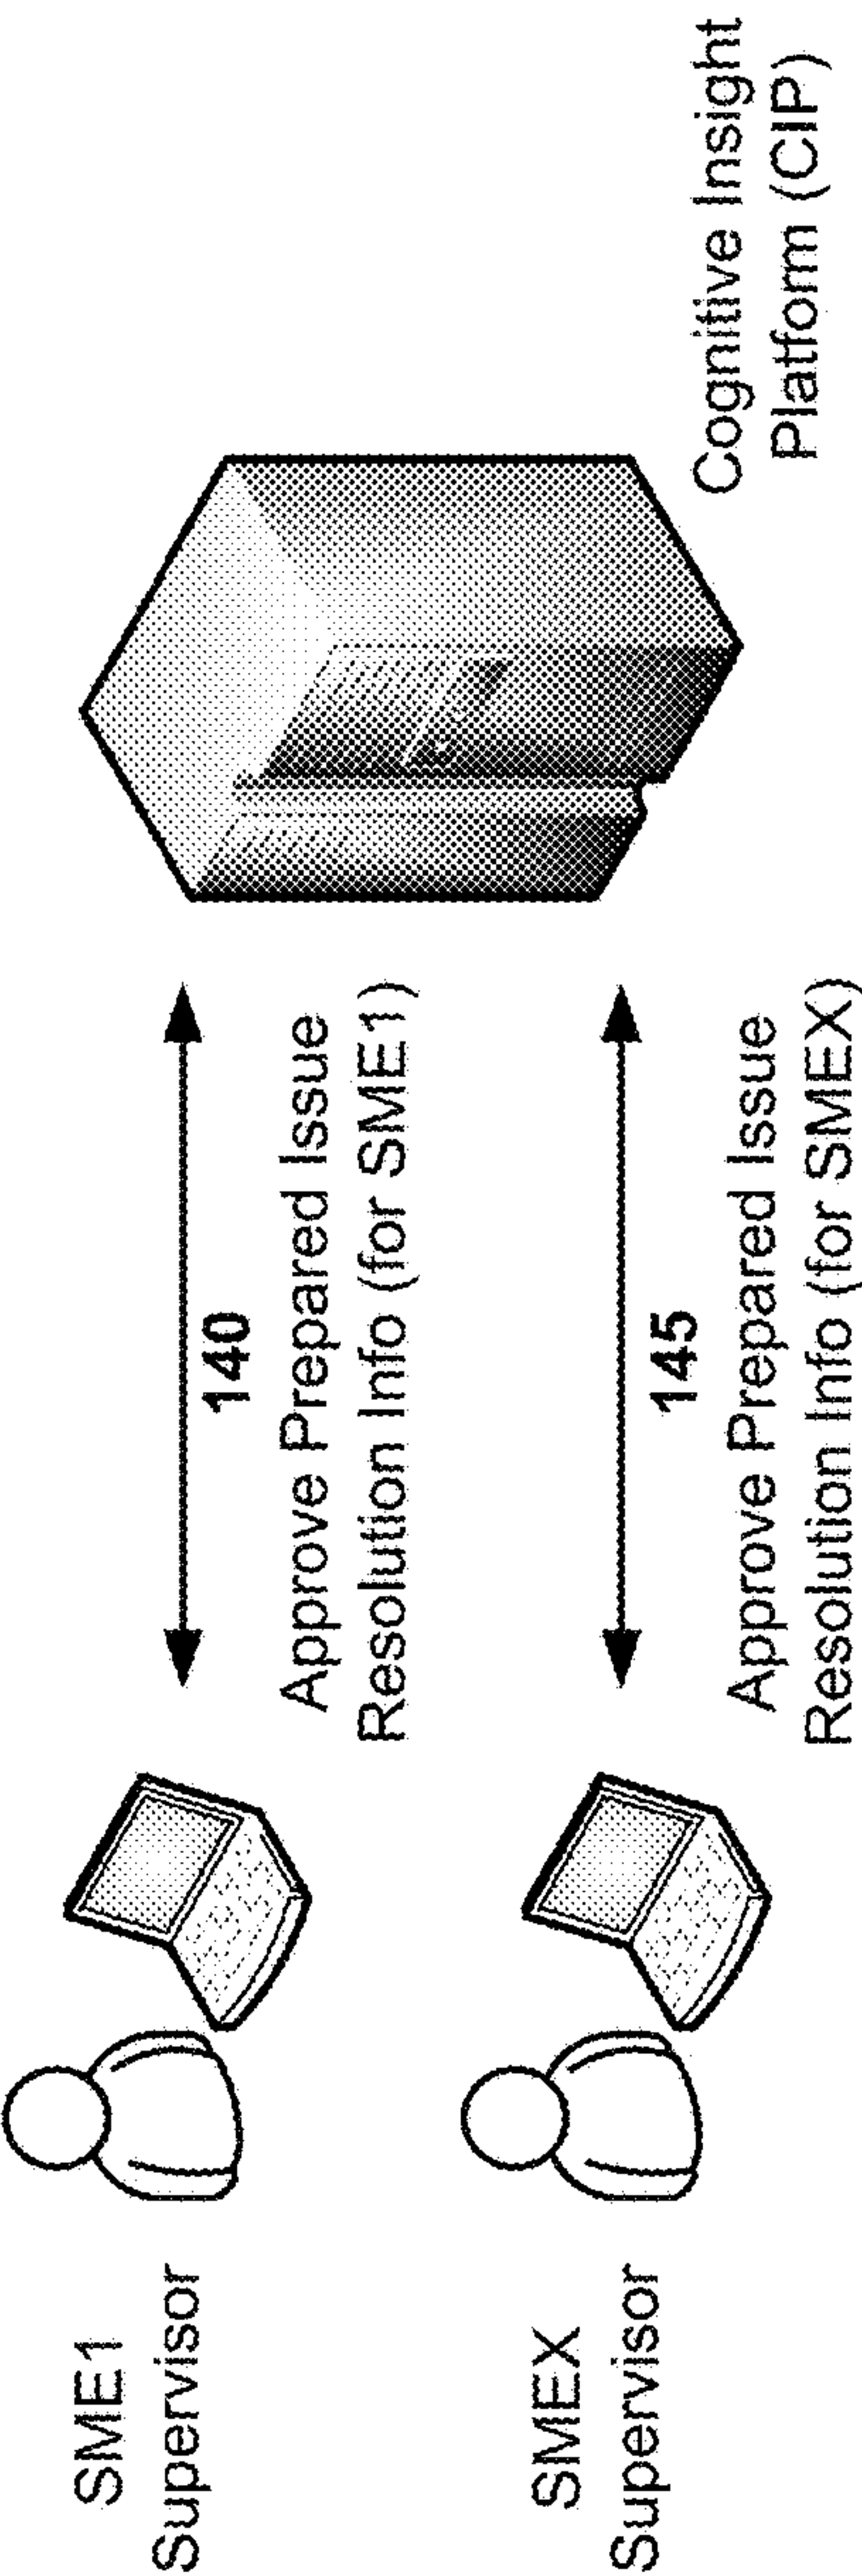 SME1
Supervisor
140
Approve Prepared Issue
Resolution Info (for SME1)
SMEX
Supervisor
145
Approve Prepared Issue
Resolution Info (for SMEX)
Cognitive Insight
Platform (CIP)